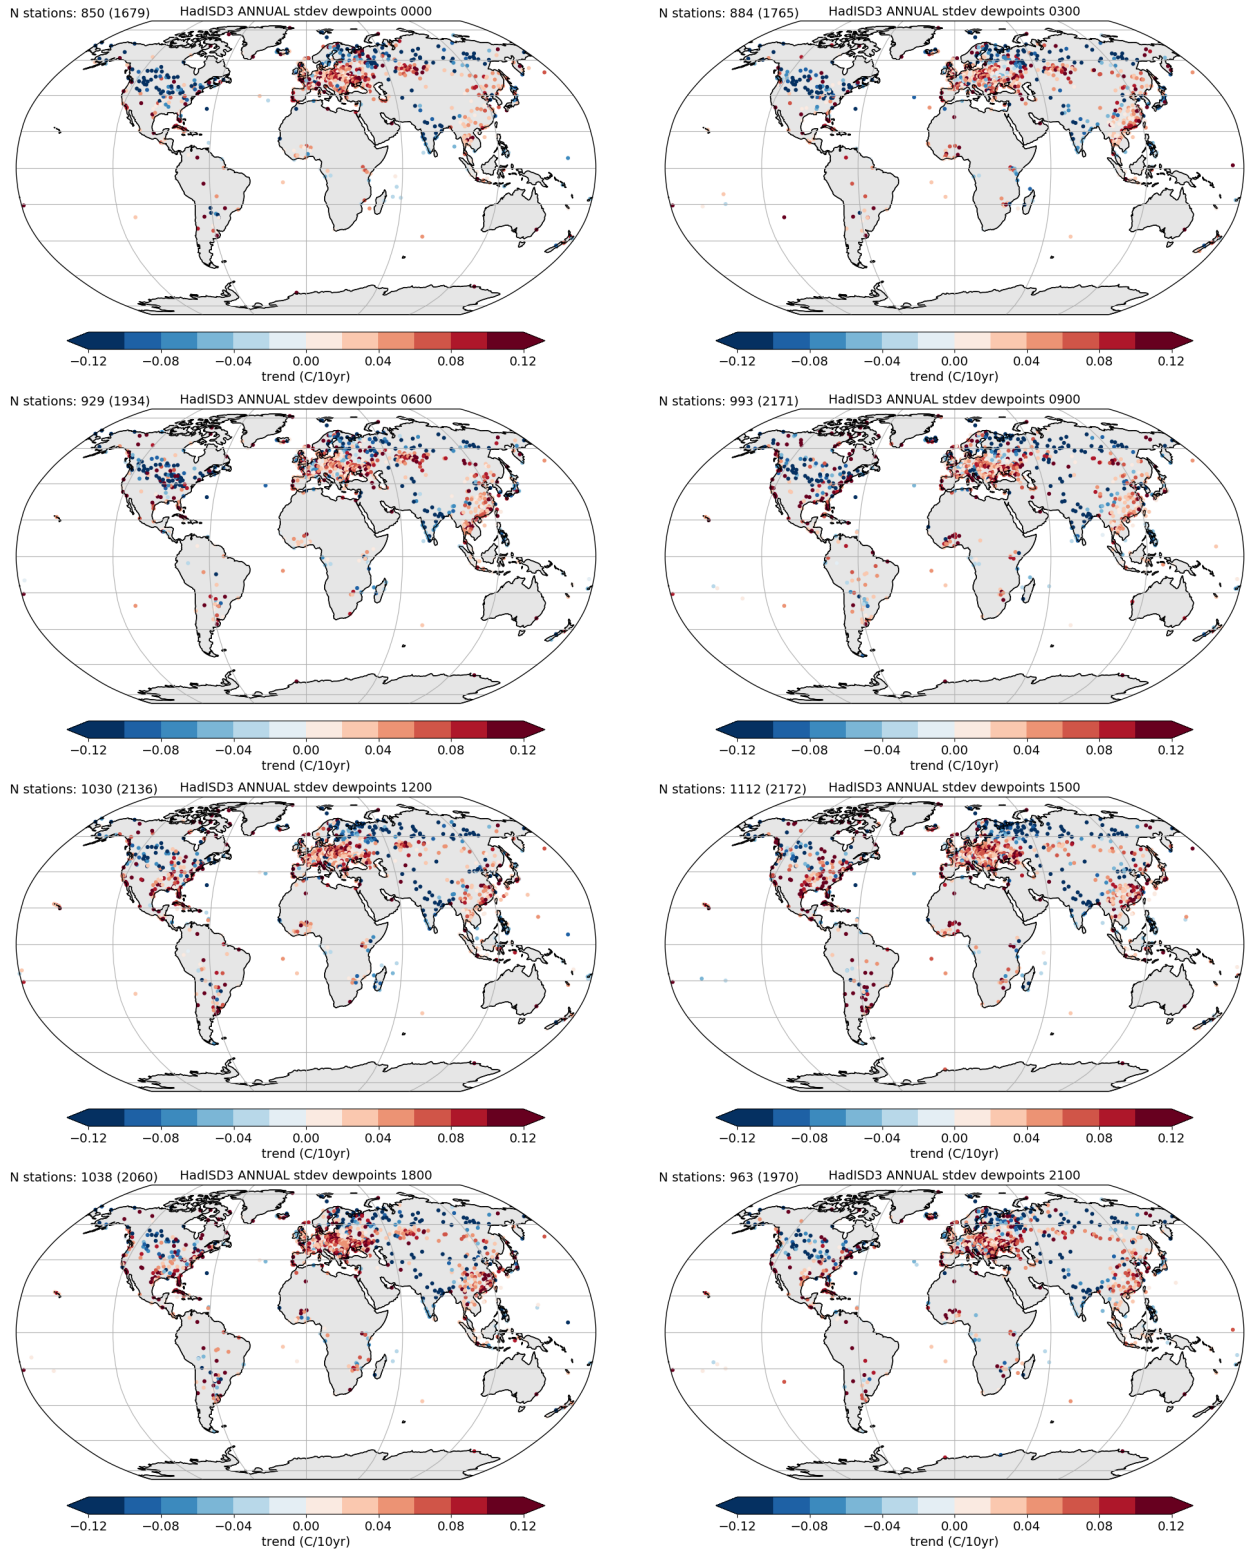 N stations: 850 (1679) HadISD3 ANNUAL stdev dewpoints 0000
−0.12 −0.08 −0.04 0.00 0.04 0.08 0.12
trend (C/10yr)
N stations: 884 (1765) HadISD3 ANNUAL stdev dewpoints 0300
−0.12 −0.08 −0.04 0.00 0.04 0.08 0.12
trend (C/10yr)
N stations: 929 (1934) HadISD3 ANNUAL stdev dewpoints 0600
−0.12 −0.08 −0.04 0.00 0.04 0.08 0.12
trend (C/10yr)
N stations: 993 (2171) HadISD3 ANNUAL stdev dewpoints 0900
−0.12 −0.08 −0.04 0.00 0.04 0.08 0.12
trend (C/10yr)
N stations: 1030 (2136) HadISD3 ANNUAL stdev dewpoints 1200
−0.12 −0.08 −0.04 0.00 0.04 0.08 0.12
trend (C/10yr)
N stations: 1112 (2172) HadISD3 ANNUAL stdev dewpoints 1500
−0.12 −0.08 −0.04 0.00 0.04 0.08 0.12
trend (C/10yr)
N stations: 1038 (2060) HadISD3 ANNUAL stdev dewpoints 1800
−0.12 −0.08 −0.04 0.00 0.04 0.08 0.12
trend (C/10yr)
N stations: 963 (1970) HadISD3 ANNUAL stdev dewpoints 2100
−0.12 −0.08 −0.04 0.00 0.04 0.08 0.12
trend (C/10yr)